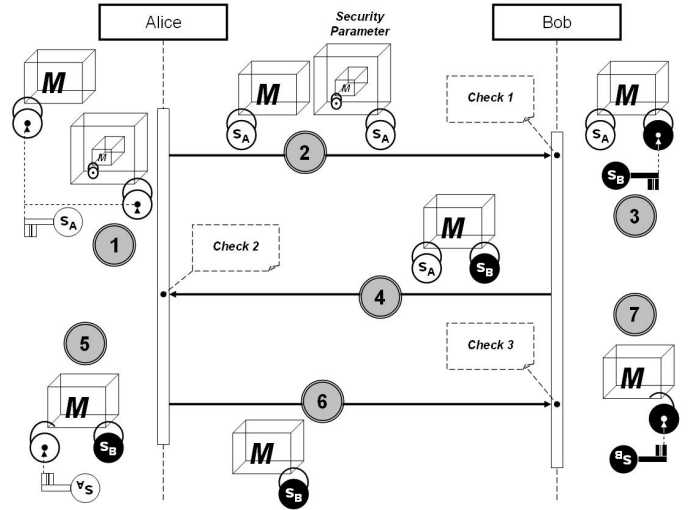 Alice
Security
Parameter
Bob
M
M
M
M
M
Check 1
S_A
S_A
S_A
S_B
2
S_B
S_A
3
1
M
Check 2
S_A
S_B
4
7
5
Check 3
M
M
6
S_B
M
S_A
S_B
S_B